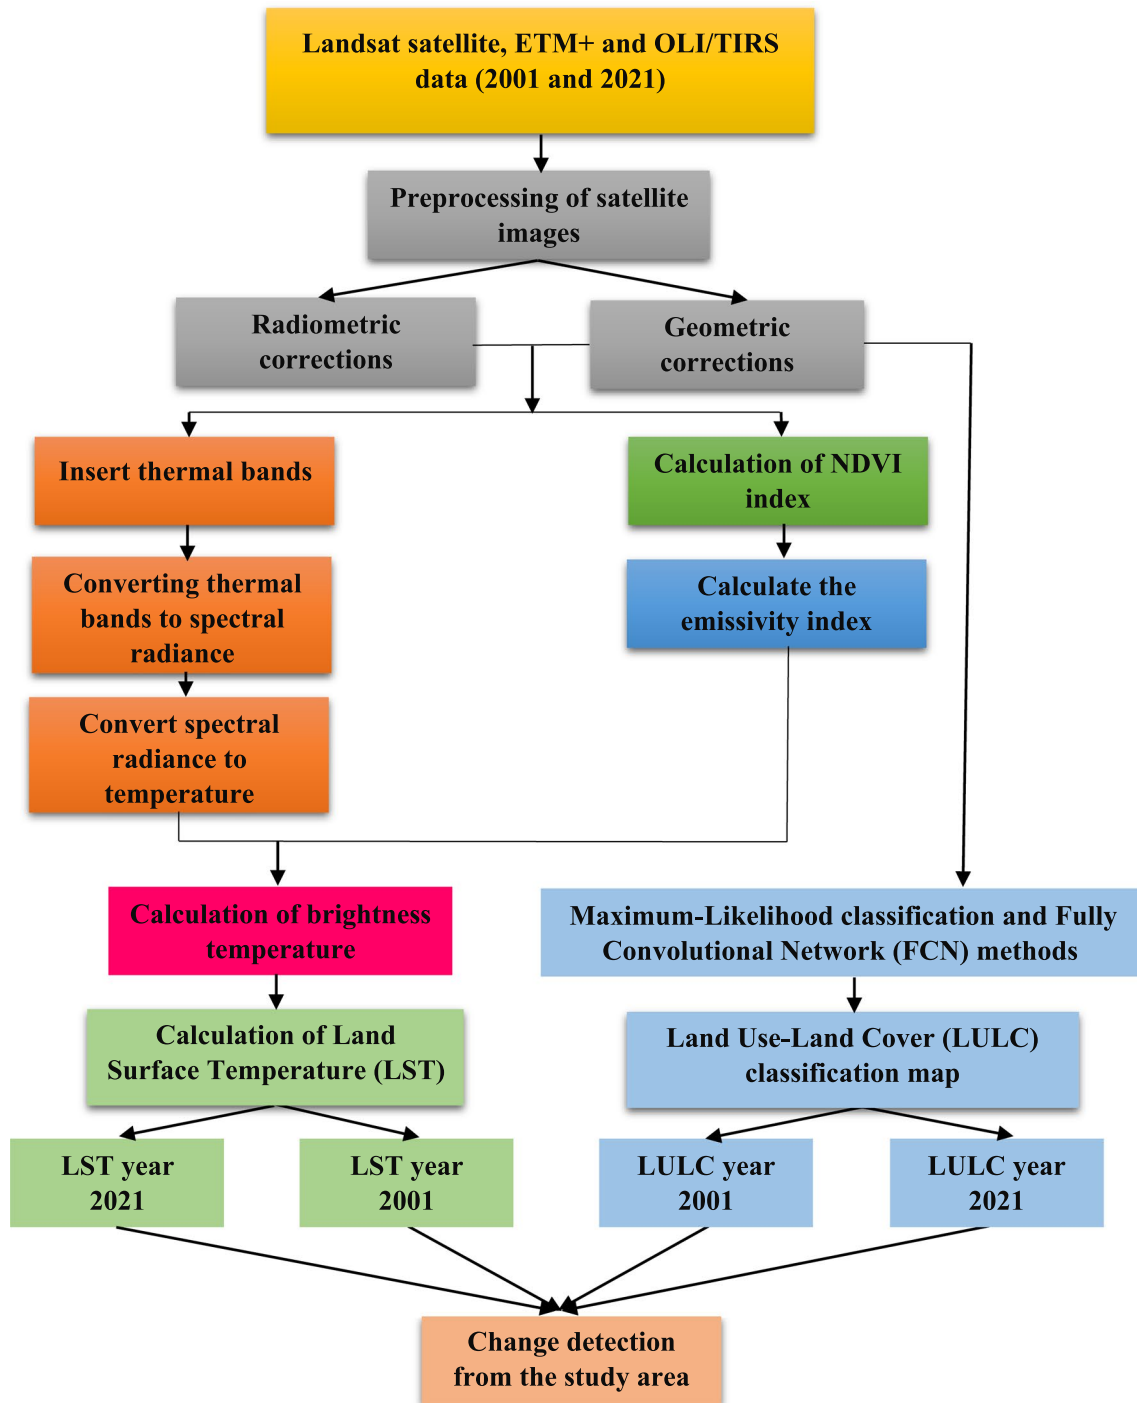 Landsat satellite, ETM+ and OLI/TIRS
data (2001 and 2021)
Preprocessing of satellite
images
Radiometric
corrections
Geometric
corrections
Insert thermal bands
Calculation of NDVI
index
Converting thermal
bands to spectral
radiance
Calculate the
emissivity index
Convert spectral
radiance to
temperature
Calculation of brightness
temperature
Maximum-Likelihood classification and Fully
Convolutional Network (FCN) methods
Calculation of Land
Surface Temperature (LST)
Land Use-Land Cover (LULC)
classification map
LST year
2021
LST year
2001
LULC year
2001
LULC year
2021
Change detection
from the study area